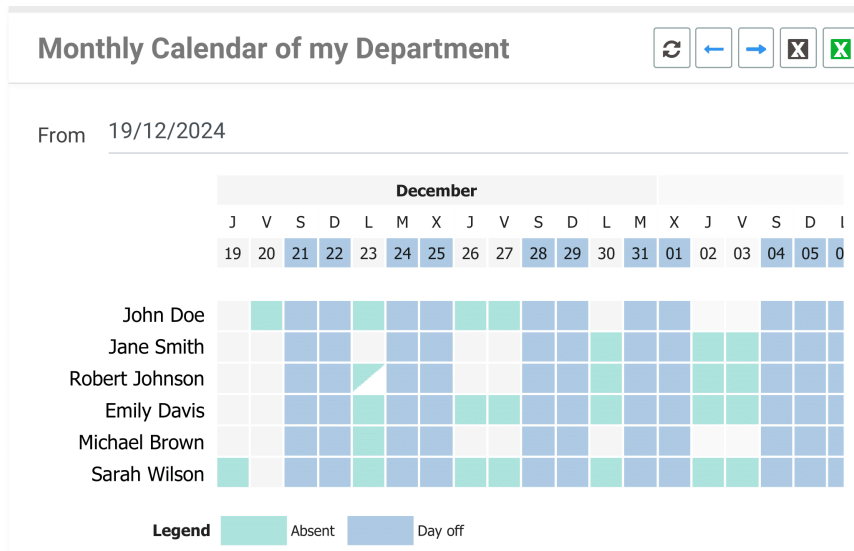 Monthly Calendar of my Department
From 19/12/2024
December
J V S D L M X J V S D L M X J V S D L
19 20 21 22 23 24 25 26 27 28 29 30 31 01 02 03 04 05 0
John Doe
Jane Smith
Robert Johnson
Emily Davis
Michael Brown
Sarah Wilson
Legend Absent Day off